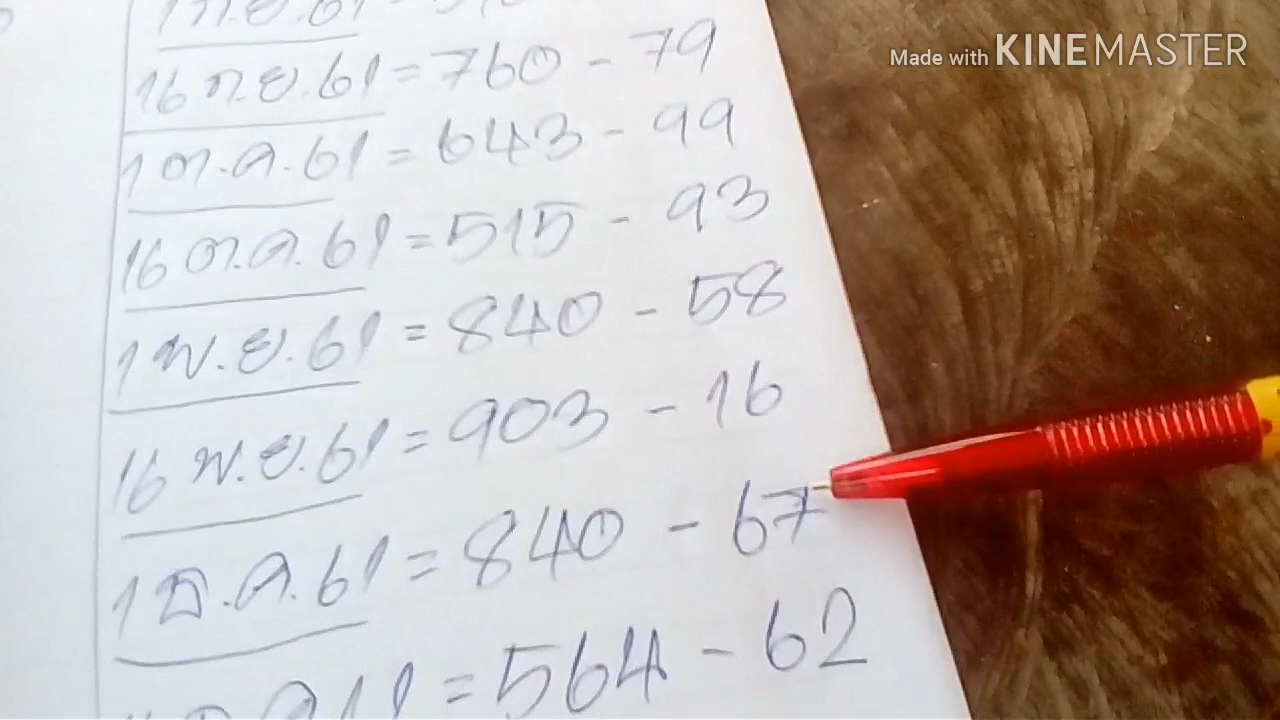 Made with KINEMASTER
16 ก.ย.61 = 760 - 79
1 ต.ค.61 = 643 - 99
16 ต.ค.61 = 515 - 93
1 พ.ย.61 = 840 - 58
16 พ.ย.61 = 903 - 16
1 ธ.ค.61 = 840 - 67
= 564 - 62